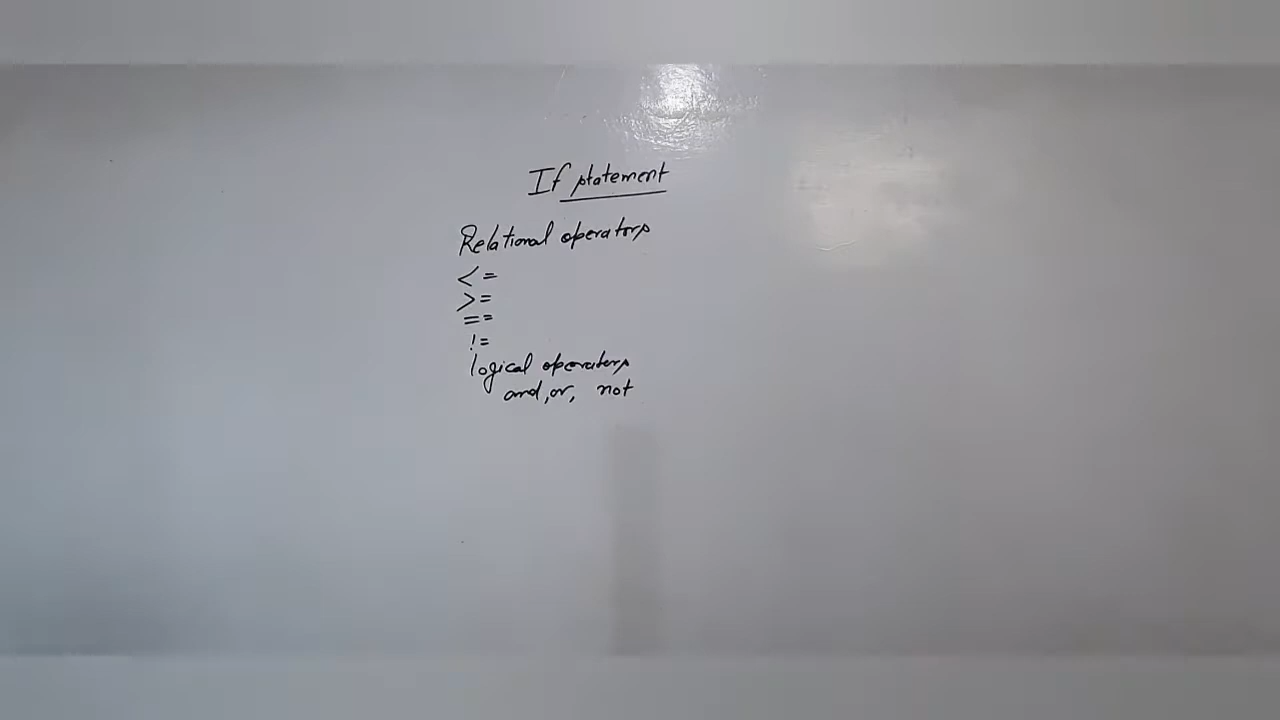 If statement
Relational operators
<=
>=
==
!=
logical operators
and, or, not